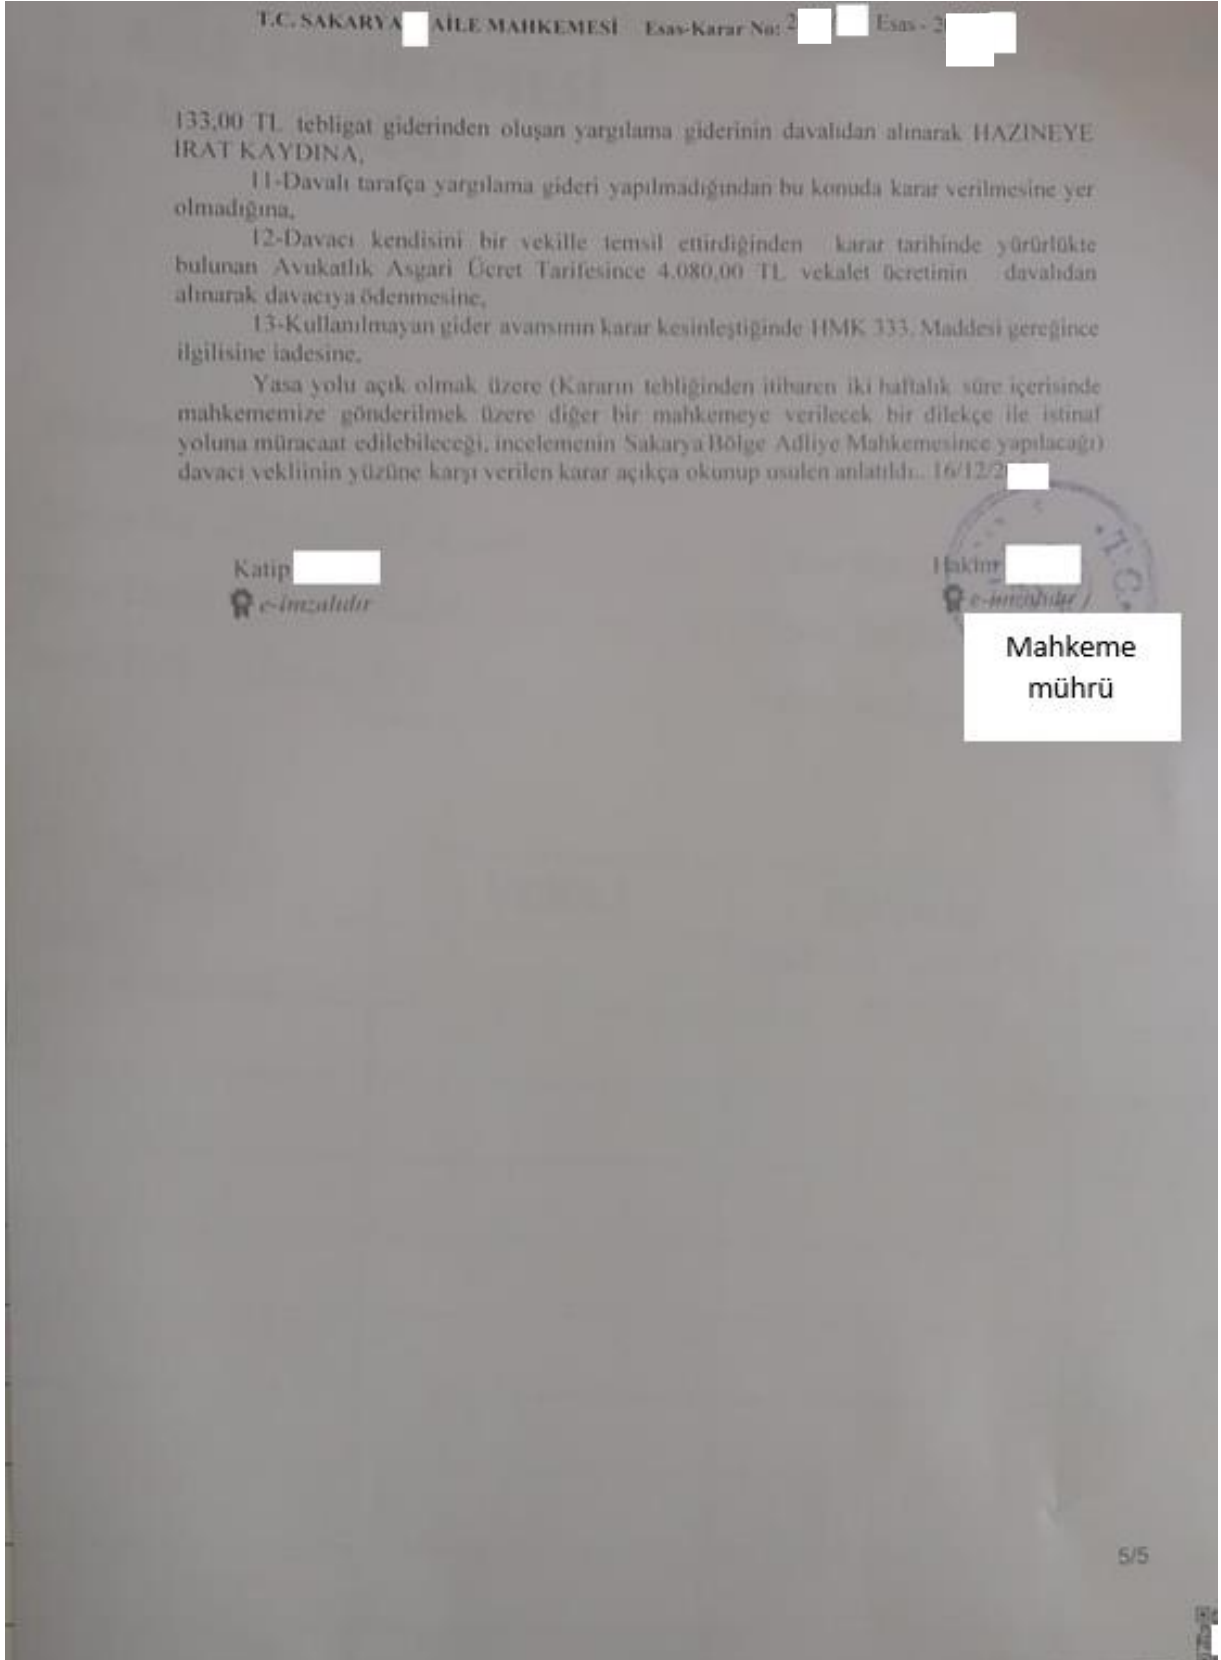 T.C. SAKARYA AİLE MAHKEMESİ Esas-Karar No: 2 Esas - 2
133,00 TL tebligat giderinden oluşan yargılama giderinin davalıdan alınarak HAZINEYE
İRAT KAYDINA,
11-Davalı tarafça yargılama gideri yapılmadığından bu konuda karar verilmesine yer
olmadığına,
12-Davacı kendisini bir vekille temsil ettirdiğinden karar tarihinde yürürlükte
bulunan Avukatlık Asgari Ücret Tarifesince 4.080,00 TL vekalet ücretinin davalıdan
alınarak davacıya ödenmesine,
13-Kullanılmayan gider avansının karar kesinleştiğinde HMK 333. Maddesi gereğince
ilgilisine iadesine,
Yasa yolu açık olmak üzere (Kararın tebliğinden itibaren iki haftalık süre içerisinde
mahkememize gönderilmek üzere diğer bir mahkemeye verilecek bir dilekçe ile istinaf
yoluna müracaat edilebileceği, incelemenin Sakarya Bölge Adliye Mahkemesince yapılacağı)
davacı vekliinin yüzüne karşı verilen karar açıkça okunup usulen anlatıldı.. 16/12/2
Katip
e-imzalıdır
Hakim
e-imzalıdır
T.C.
Mahkeme
mührü
5/5